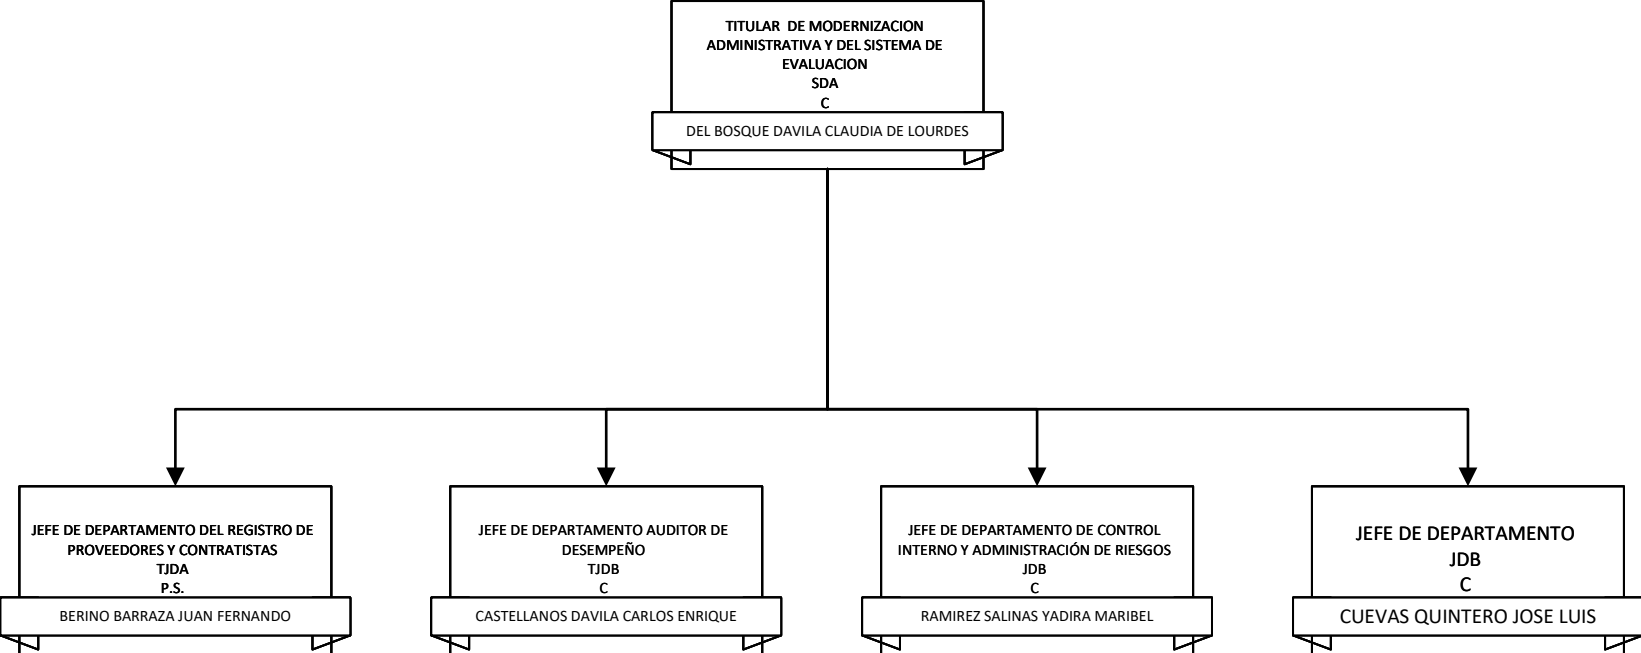 TITULAR DE MODERNIZACION
ADMINISTRATIVA Y DEL SISTEMA DE
EVALUACION
SDA
C
DEL BOSQUE DAVILA CLAUDIA DE LOURDES
JEFE DE DEPARTAMENTO DEL REGISTRO DE
PROVEEDORES Y CONTRATISTAS
TJDA
P.S.
BERINO BARRAZA JUAN FERNANDO
JEFE DE DEPARTAMENTO AUDITOR DE
DESEMPEÑO
TJDB
C
CASTELLANOS DAVILA CARLOS ENRIQUE
JEFE DE DEPARTAMENTO DE CONTROL
INTERNO Y ADMINISTRACIÓN DE RIESGOS
JDB
C
RAMIREZ SALINAS YADIRA MARIBEL
JEFE DE DEPARTAMENTO
JDB
C
CUEVAS QUINTERO JOSE LUIS